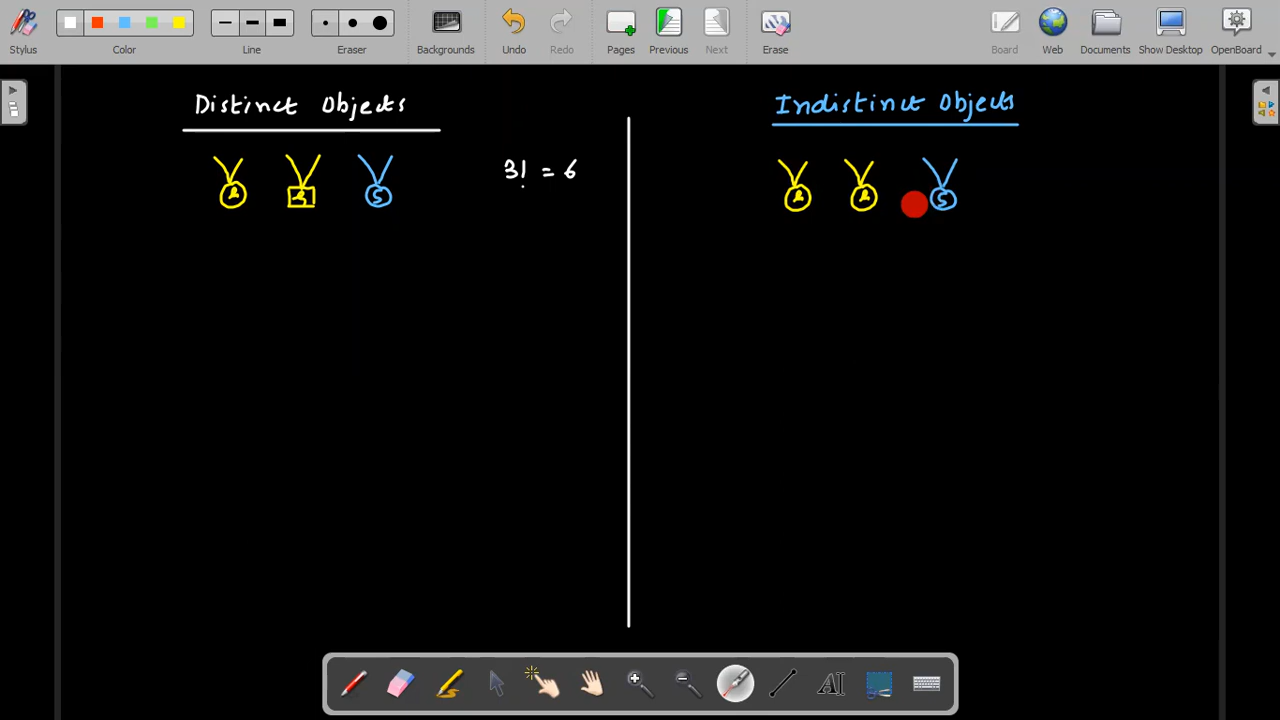 Stylus
Color
Line
Eraser
Backgrounds
Undo
Redo
Pages
Previous
Next
Erase
Board
Web
Documents
Show Desktop
OpenBoard
Distinct Objects
3! = 6
S
Indistinct Objects
S
AI